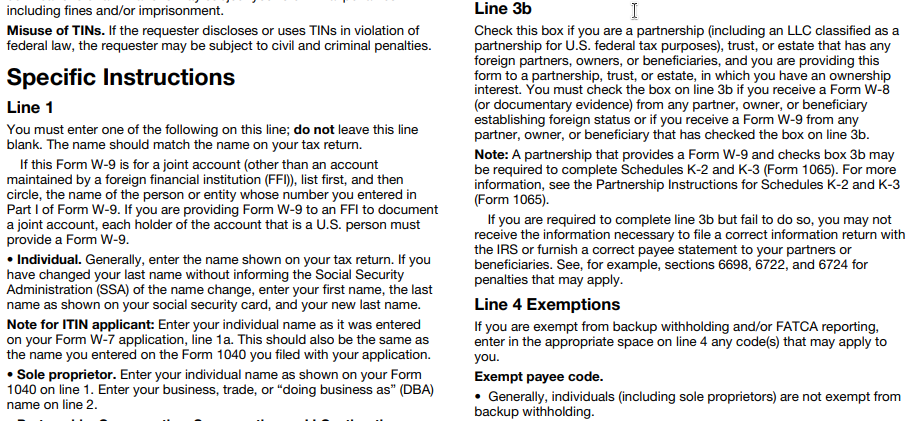 including fines and/or imprisonment.
Misuse of TINs. If the requester discloses or uses TINs in violation of
federal law, the requester may be subject to civil and criminal penalties.
Specific Instructions
Line 1
You must enter one of the following on this line; do not leave this line
blank. The name should match the name on your tax return.
If this Form W-9 is for a joint account (other than an account
maintained by a foreign financial institution (FFI)), list first, and then
circle, the name of the person or entity whose number you entered in
Part I of Form W-9. If you are providing Form W-9 to an FFI to document
a joint account, each holder of the account that is a U.S. person must
provide a Form W-9.
• Individual. Generally, enter the name shown on your tax return. If you
have changed your last name without informing the Social Security
Administration (SSA) of the name change, enter your first name, the last
name as shown on your social security card, and your new last name.
Note for ITIN applicant: Enter your individual name as it was entered
on your Form W-7 application, line 1a. This should also be the same as
the name you entered on the Form 1040 you filed with your application.
• Sole proprietor. Enter your individual name as shown on your Form
1040 on line 1. Enter your business, trade, or “doing business as” (DBA)
name on line 2.
Line 3b
Check this box if you are a partnership (including an LLC classified as a
partnership for U.S. federal tax purposes), trust, or estate that has any
foreign partners, owners, or beneficiaries, and you are providing this
form to a partnership, trust, or estate, in which you have an ownership
interest. You must check the box on line 3b if you receive a Form W-8
(or documentary evidence) from any partner, owner, or beneficiary
establishing foreign status or if you receive a Form W-9 from any
partner, owner, or beneficiary that has checked the box on line 3b.
Note: A partnership that provides a Form W-9 and checks box 3b may
be required to complete Schedules K-2 and K-3 (Form 1065). For more
information, see the Partnership Instructions for Schedules K-2 and K-3
(Form 1065).
If you are required to complete line 3b but fail to do so, you may not
receive the information necessary to file a correct information return with
the IRS or furnish a correct payee statement to your partners or
beneficiaries. See, for example, sections 6698, 6722, and 6724 for
penalties that may apply.
Line 4 Exemptions
If you are exempt from backup withholding and/or FATCA reporting,
enter in the appropriate space on line 4 any code(s) that may apply to
you.
Exempt payee code.
• Generally, individuals (including sole proprietors) are not exempt from
backup withholding.